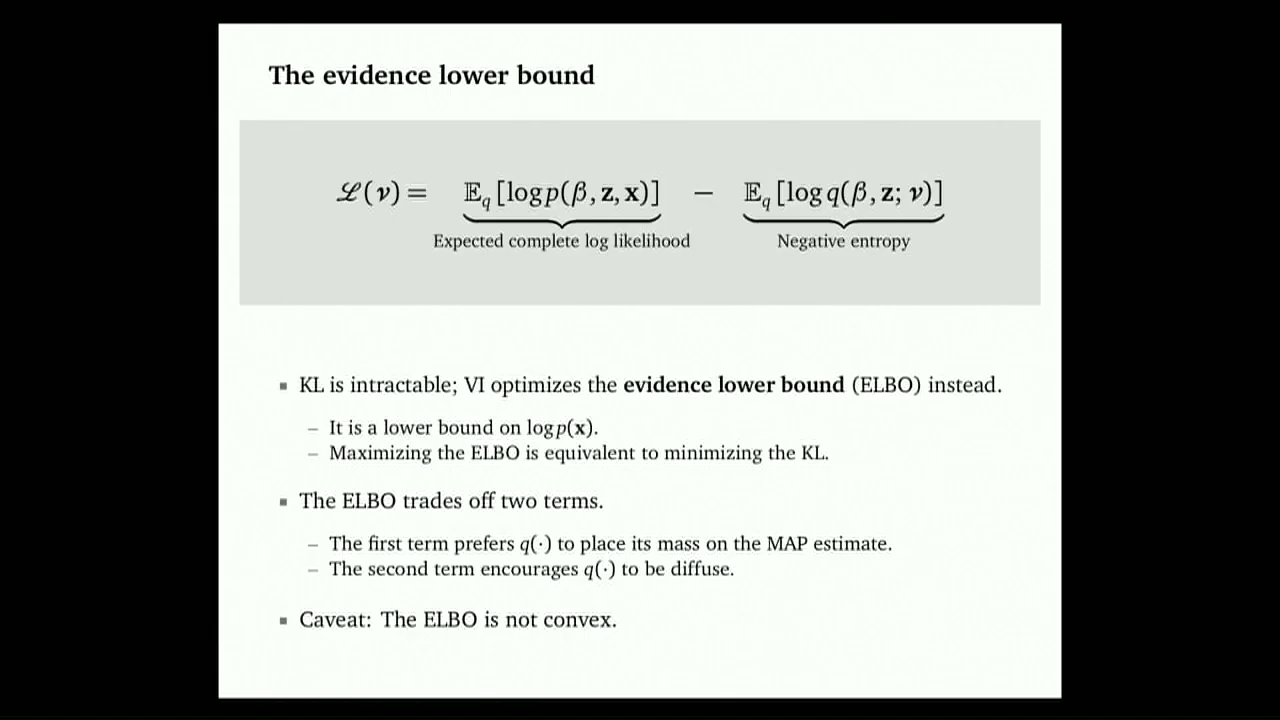 The evidence lower bound
ℒ(ν) = 𝔼q[log p(β, z, x)] − 𝔼q[log q(β, z; ν)]
Expected complete log likelihood Negative entropy
▪ KL is intractable; VI optimizes the evidence lower bound (ELBO) instead.
– It is a lower bound on log p(x).
– Maximizing the ELBO is equivalent to minimizing the KL.
▪ The ELBO trades off two terms.
– The first term prefers q(·) to place its mass on the MAP estimate.
– The second term encourages q(·) to be diffuse.
▪ Caveat: The ELBO is not convex.